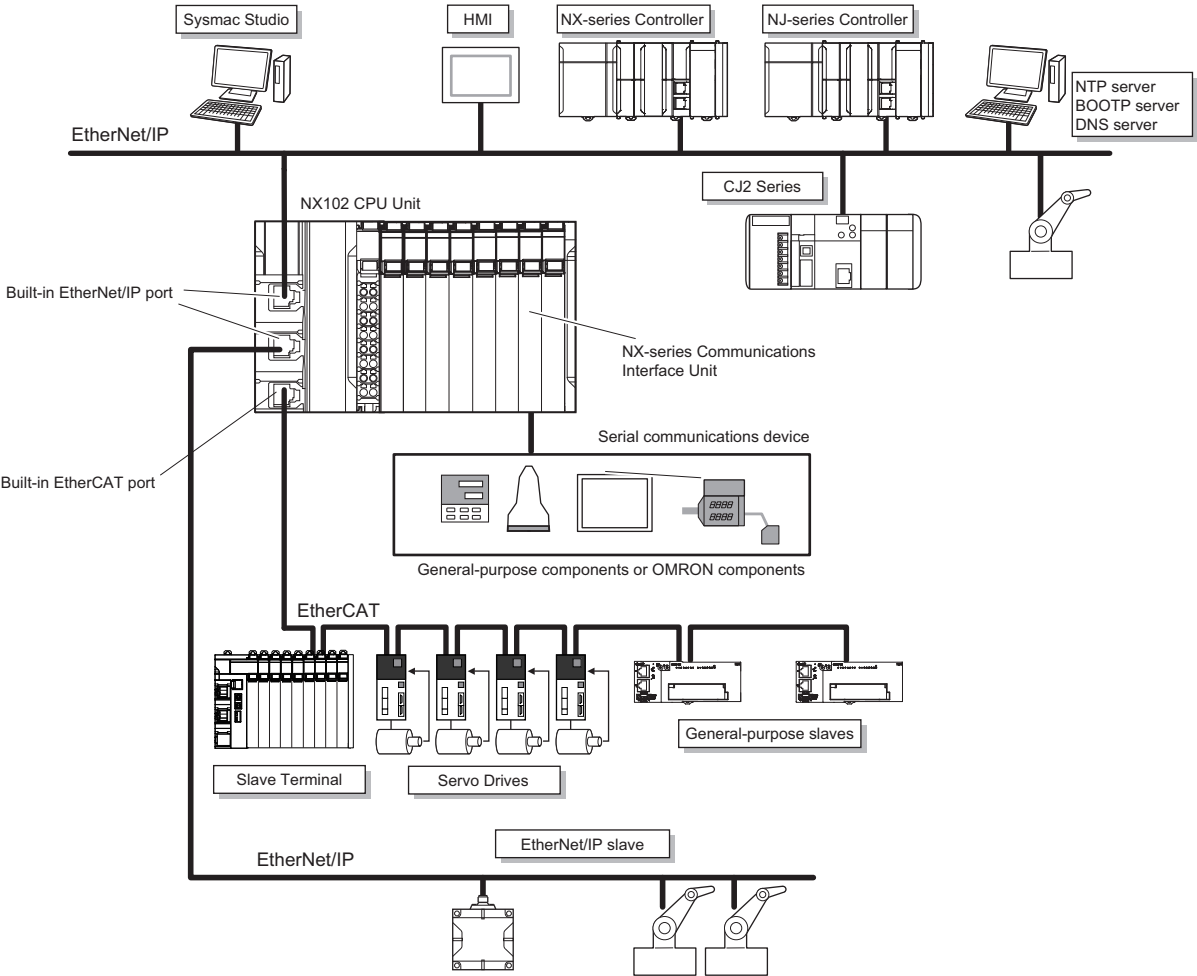 Sysmac Studio
HMI
NX-series Controller
NJ-series Controller
NTP server
BOOTP server
DNS server
EtherNet/IP
CJ2 Series
NX102 CPU Unit
Built-in EtherNet/IP port
NX-series Communications
Interface Unit
Serial communications device
Built-in EtherCAT port
8888
8888
General-purpose components or OMRON components
EtherCAT
General-purpose slaves
Slave Terminal
Servo Drives
EtherNet/IP slave
EtherNet/IP